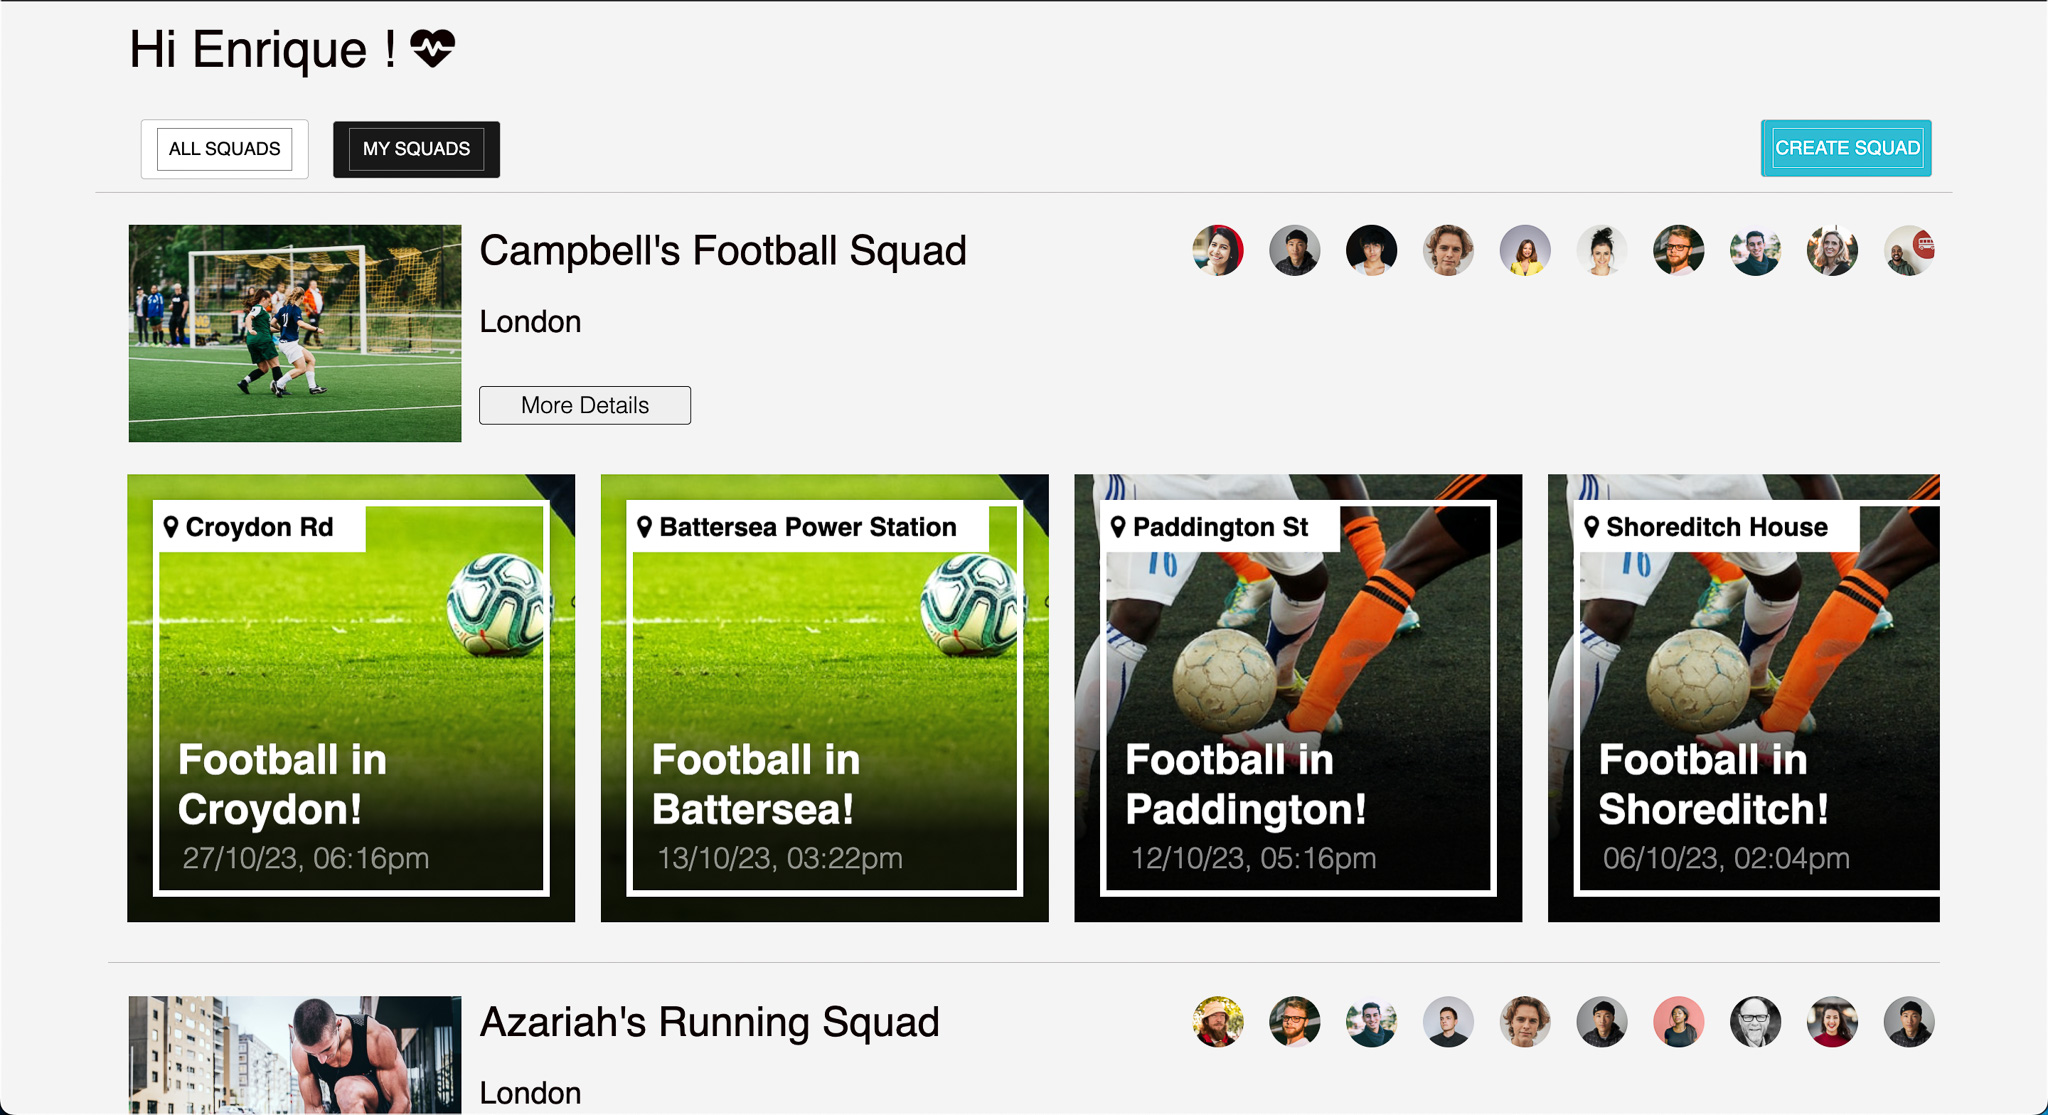 Hi Enrique !
ALL SQUADS
MY SQUADS
CREATE SQUAD
Campbell's Football Squad
London
More Details
Croydon Rd
Football in
Croydon!
27/10/23, 06:16pm
Battersea Power Station
Football in
Battersea!
13/10/23, 03:22pm
Paddington St
16
Football in
Paddington!
12/10/23, 05:16pm
Shoreditch House
16
Football in
Shoreditch!
06/10/23, 02:04pm
Azariah's Running Squad
London